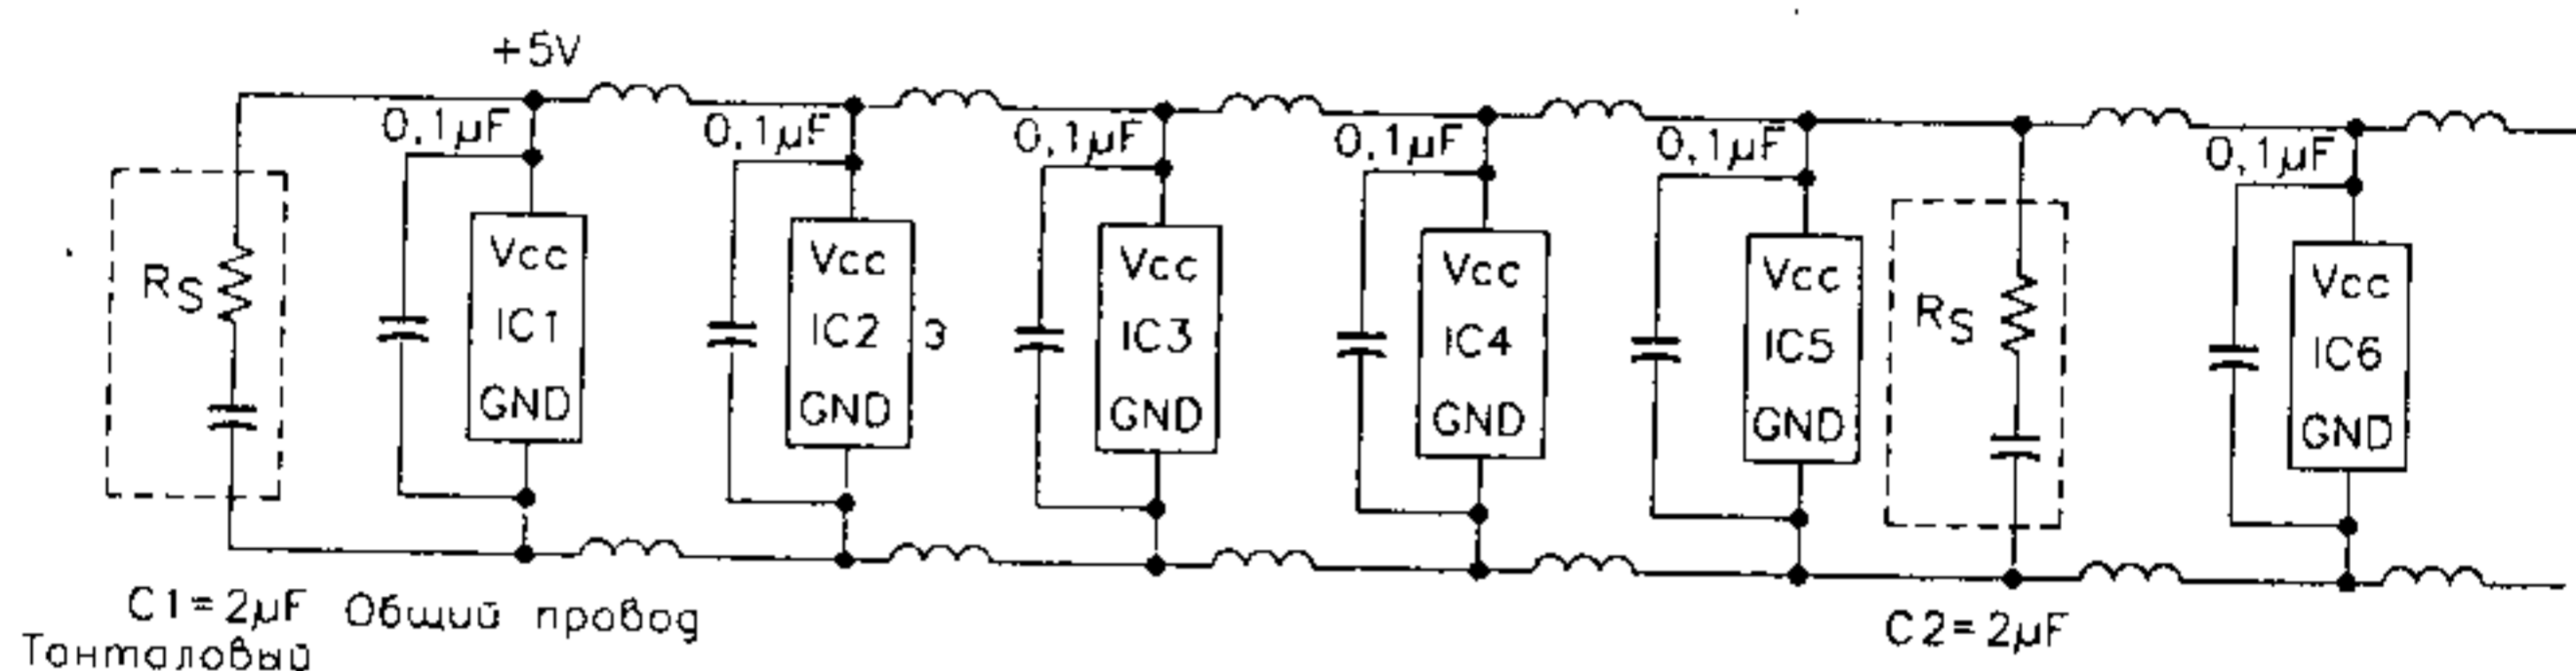 +5V
0,1µF
0,1µF
0,1µF
0,1µF
0,1µF
0,1µF
RS
Vcc
IC1
GND
Vcc
IC2
GND
3
Vcc
IC3
GND
Vcc
IC4
GND
Vcc
IC5
GND
RS
Vcc
IC6
GND
C1=2µF
Танталовый
Общий провод
C2=2µF